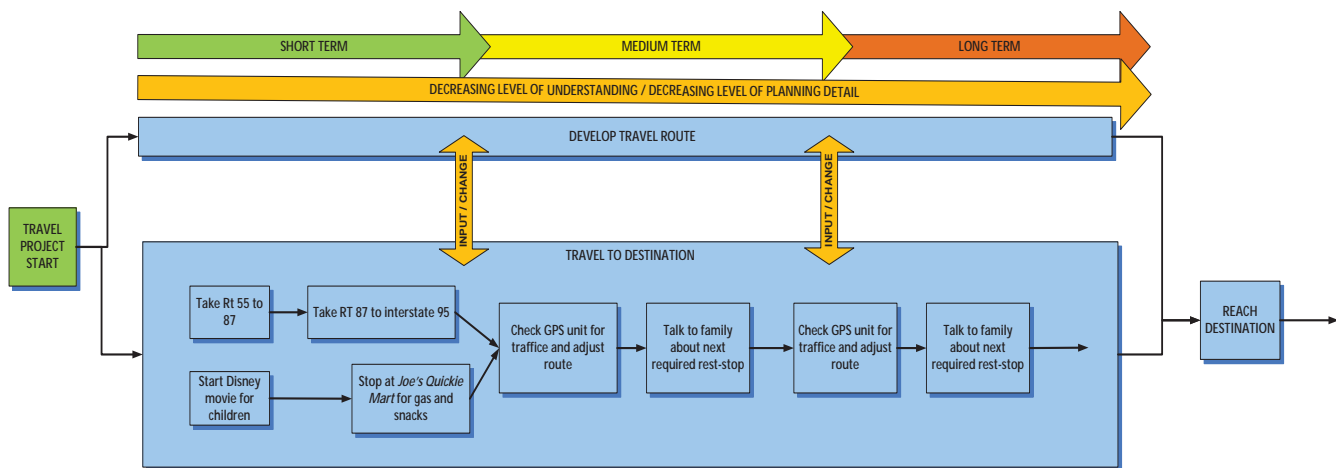 SHORT TERM
MEDIUM TERM
LONG TERM
DECREASING LEVEL OF UNDERSTANDING / DECREASING LEVEL OF PLANNING DETAIL
DEVELOP TRAVEL ROUTE
INPUT / CHANGE
INPUT / CHANGE
TRAVEL
PROJECT
START
TRAVEL TO DESTINATION
Take Rt 55 to
87
Take RT 87 to interstate 95
Start Disney
movie for
children
Stop at Joe's Quickie
Mart for gas and
snacks
Check GPS unit for
traffice and adjust
route
Talk to family
about next
required rest-stop
Check GPS unit for
traffice and adjust
route
Talk to family
about next
required rest-stop
REACH
DESTINATION